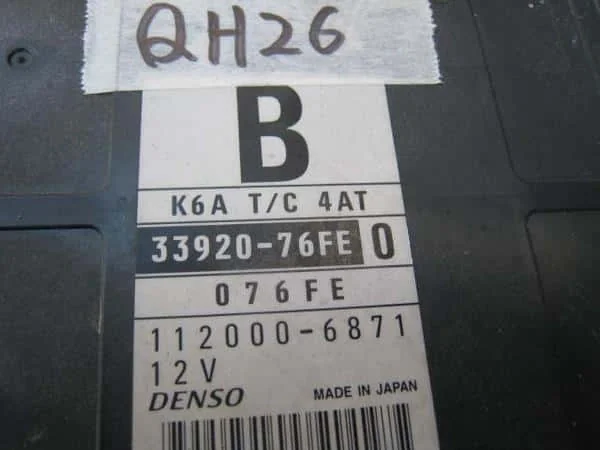 QH26
B
K6A T/C 4AT
33920-76FE 0
076FE
112000-6871
12V
DENSO MADE IN JAPAN